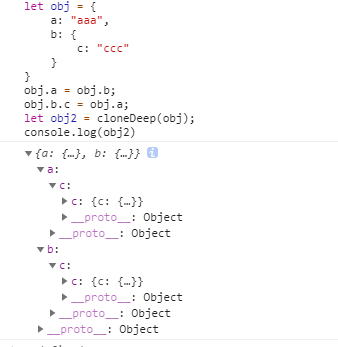 let obj = {
a: "aaa",
b: {
c: "ccc"
}
}
obj.a = obj.b;
obj.b.c = obj.a;
let obj2 = cloneDeep(obj);
console.log(obj2)
▼{a: {…}, b: {…}} i
▼a:
▼c:
▶c: {c: {…}}
▶__proto__: Object
▶__proto__: Object
▼b:
▼c:
▶c: {c: {…}}
▶__proto__: Object
▶__proto__: Object
▶__proto__: Object